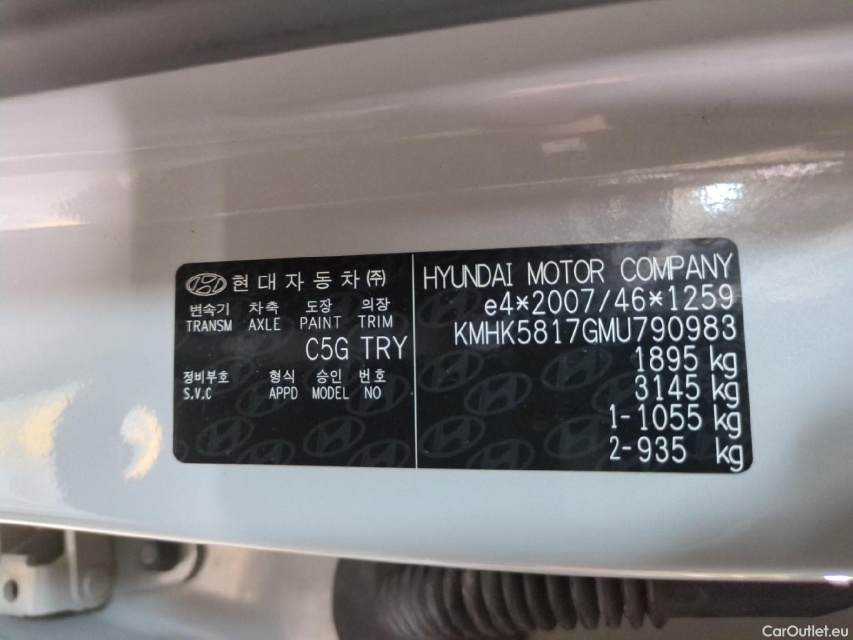 현대자동차㈜
변속기 차축 도장 의장
TRANSM AXLE PAINT TRIM
C5G TRY
정비부호 형식 승인 번호
S.V.C APPD MODEL NO
HYUNDAI MOTOR COMPANY
e4*2007/46*1259
KMHK5817GMU790983
1895 kg
3145 kg
1-1055 kg
2-935 kg
CarOutlet.eu